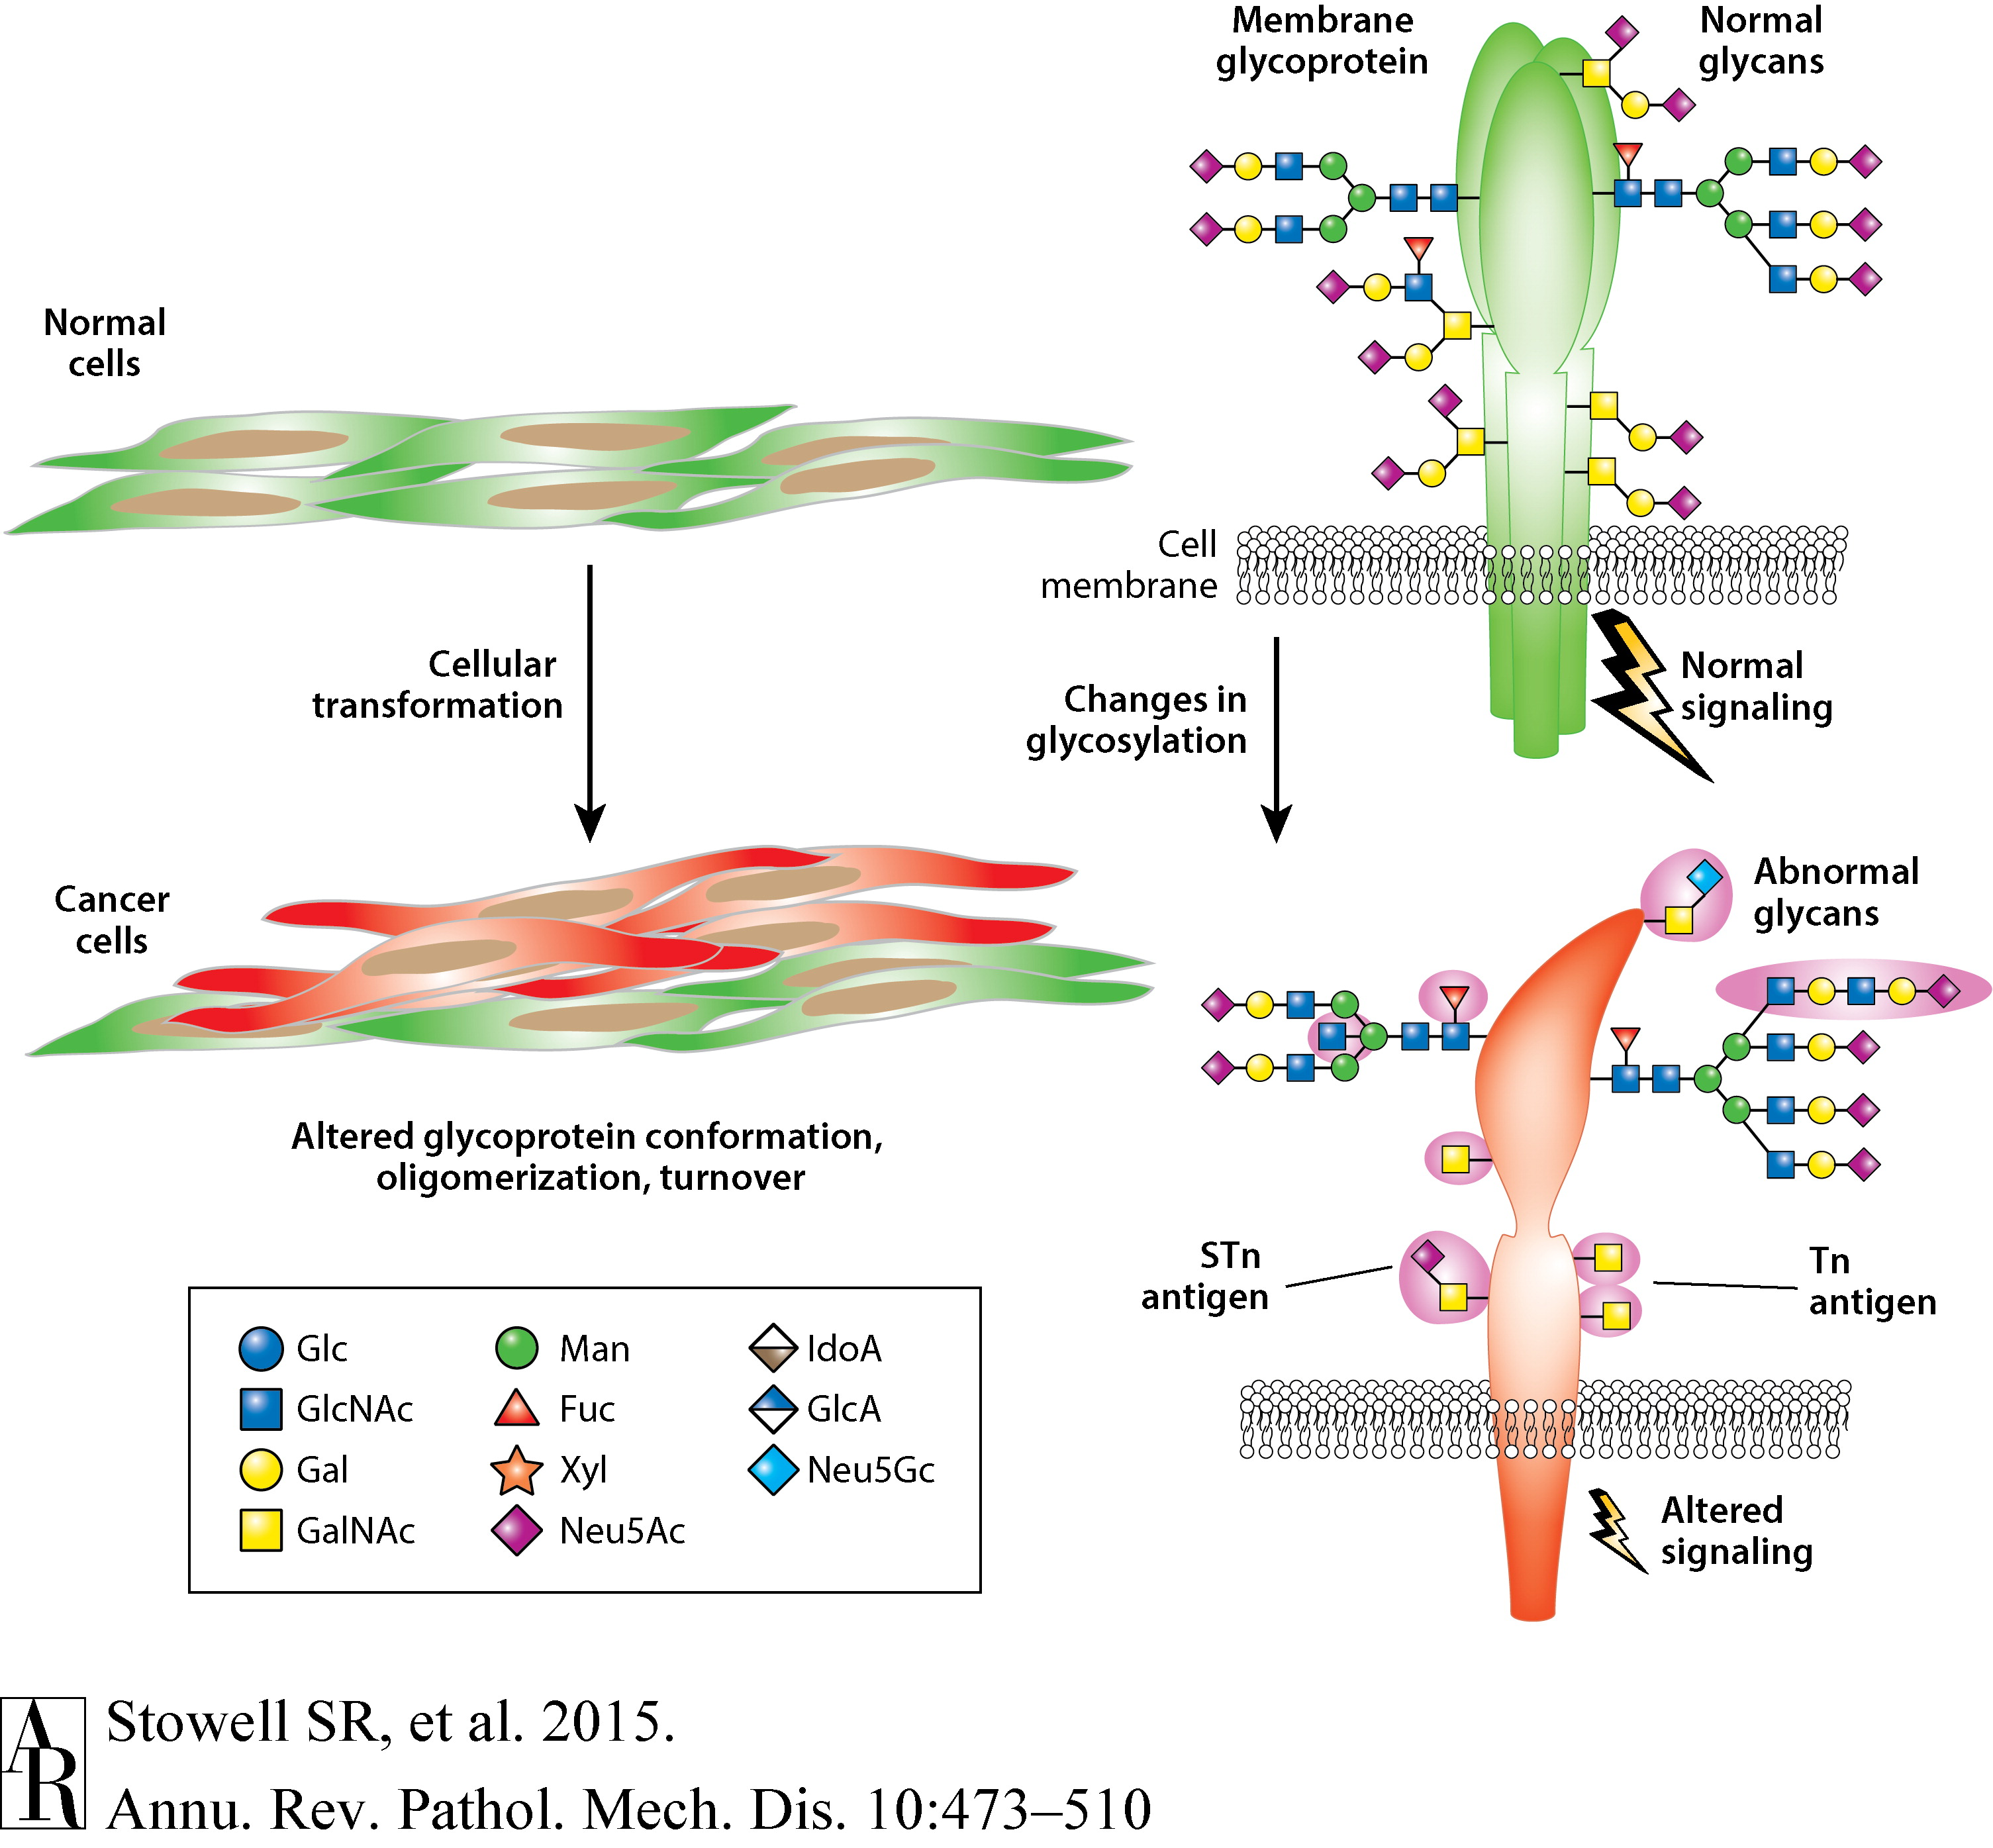 Membrane
glycoprotein
Normal
glycans
Normal
cells
Cell
membrane
Cellular
transformation
Changes in
glycosylation
Normal
signaling
Cancer
cells
Abnormal
glycans
Altered glycoprotein conformation,
oligomerization, turnover
STn
antigen
Tn
antigen
Glc
Man
IdoA
GlcNAc
Fuc
GlcA
Gal
Xyl
Neu5Gc
GalNAc
Neu5Ac
Altered
signaling
AR
Stowell SR, et al. 2015.
Annu. Rev. Pathol. Mech. Dis. 10:473–510